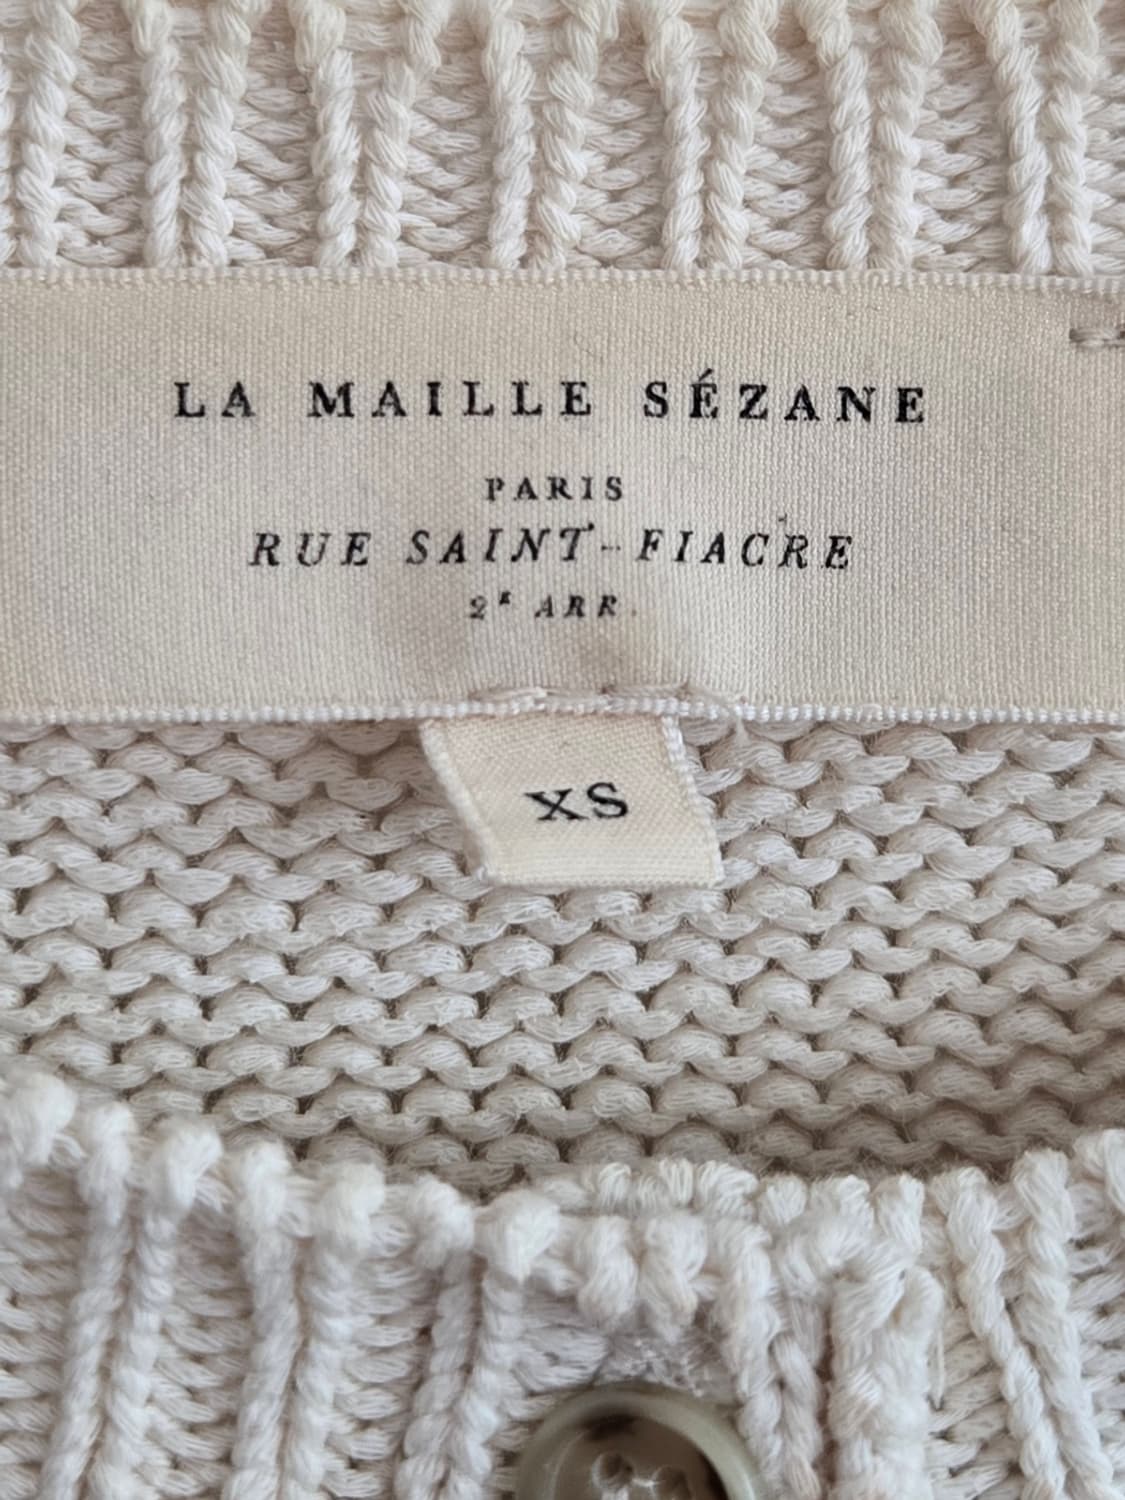 LA MAILLE SÉZANE
PARIS
RUE SAINT-FIACRE
2E ARR.
XS